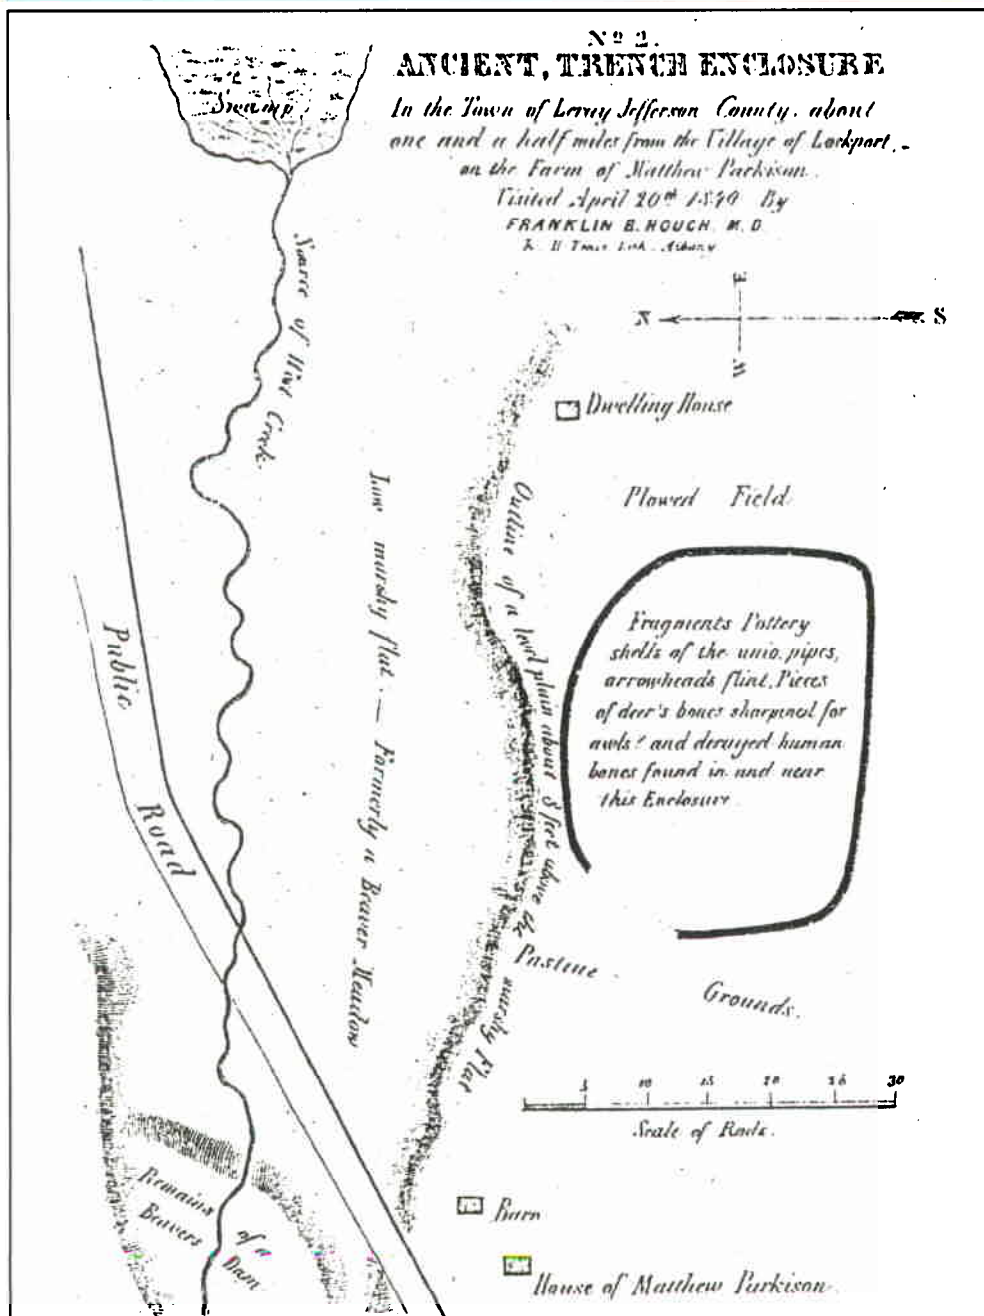 No 2.
ANCIENT, TRENCH ENCLOSURE
In the Town of Leray Jefferson County, about
one and a half miles from the Village of Lockport,
on the Farm of Matthew Parkison.
Visited April 20th By
FRANKLIN B. HOUGH, M. D.
Albany
Swamp
Source of Creek.
N
S
E
W
Dwelling House
Plowed Field
Low marshy flat — Formerly a Beaver Meadow
Outline of a level plain about 8 feet above the marshy Flat
Fragments Pottery
shells of the unio, pipes,
arrowheads flint, Pieces
of deer's bones sharpined for
awls? and human
bones found in and near
this Enclosure.
Public
Road
Pasture
Grounds.
5 10 15 20 25 30
Scale of Rods.
Remains of a
Beavers Dam
Barn
House of Matthew Parkison.